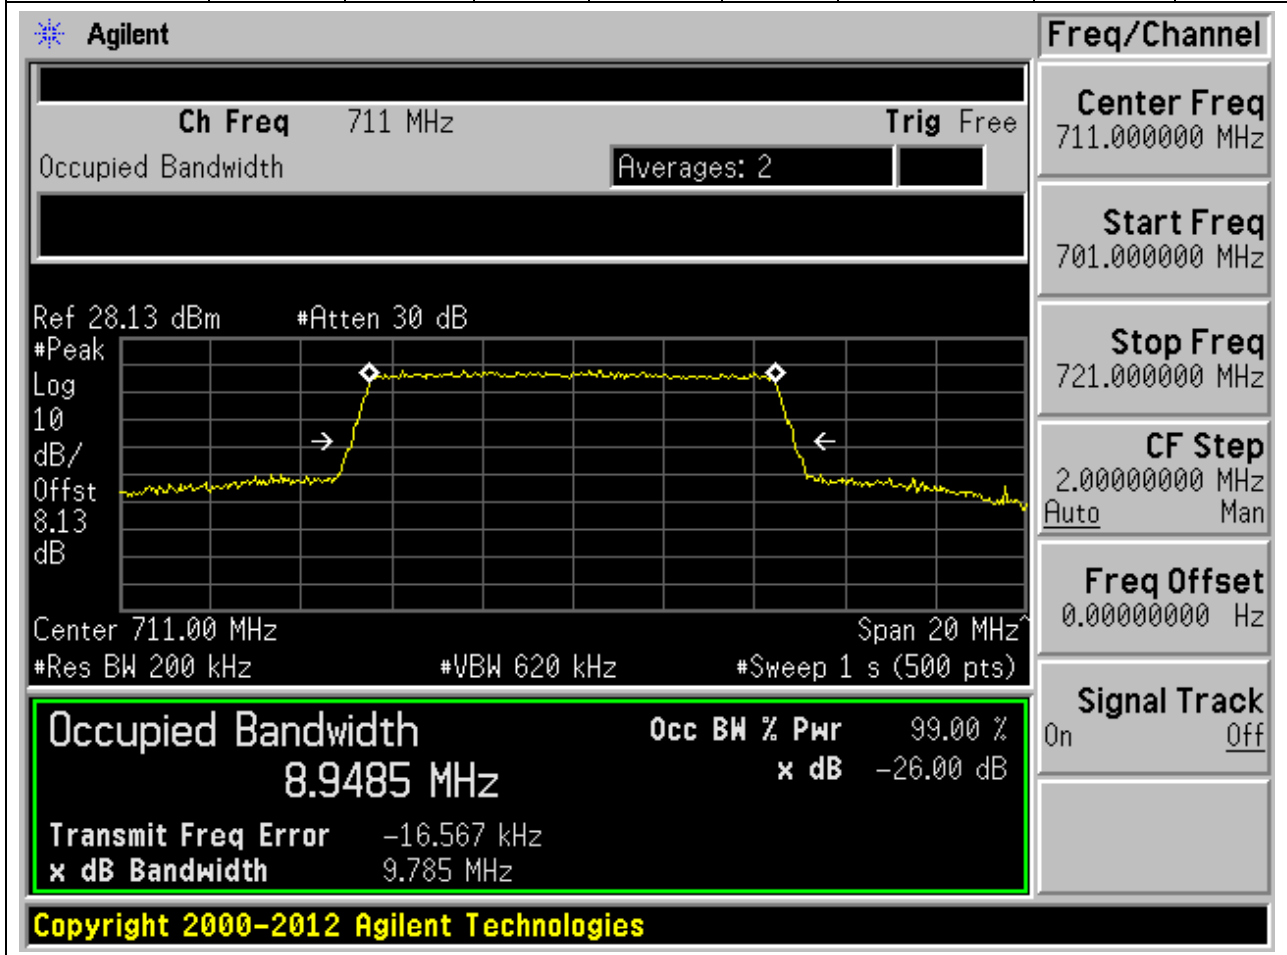 Agilent
Freq/Channel
Ch Freq 711 MHz Trig Free
Occupied Bandwidth Averages: 2
Center Freq
711.000000 MHz
Start Freq
701.000000 MHz
Stop Freq
721.000000 MHz
CF Step
2.00000000 MHz
Auto Man
Freq Offset
0.00000000 Hz
Signal Track
On Off
Ref 28.13 dBm #Atten 30 dB
#Peak
Log
10
dB/
Offst
8.13
dB
Center 711.00 MHz Span 20 MHz^
#Res BW 200 kHz #VBW 620 kHz #Sweep 1 s (500 pts)
Occupied Bandwidth Occ BW % Pwr 99.00 %
8.9485 MHz x dB -26.00 dB
Transmit Freq Error -16.567 kHz
x dB Bandwidth 9.785 MHz
Copyright 2000-2012 Agilent Technologies